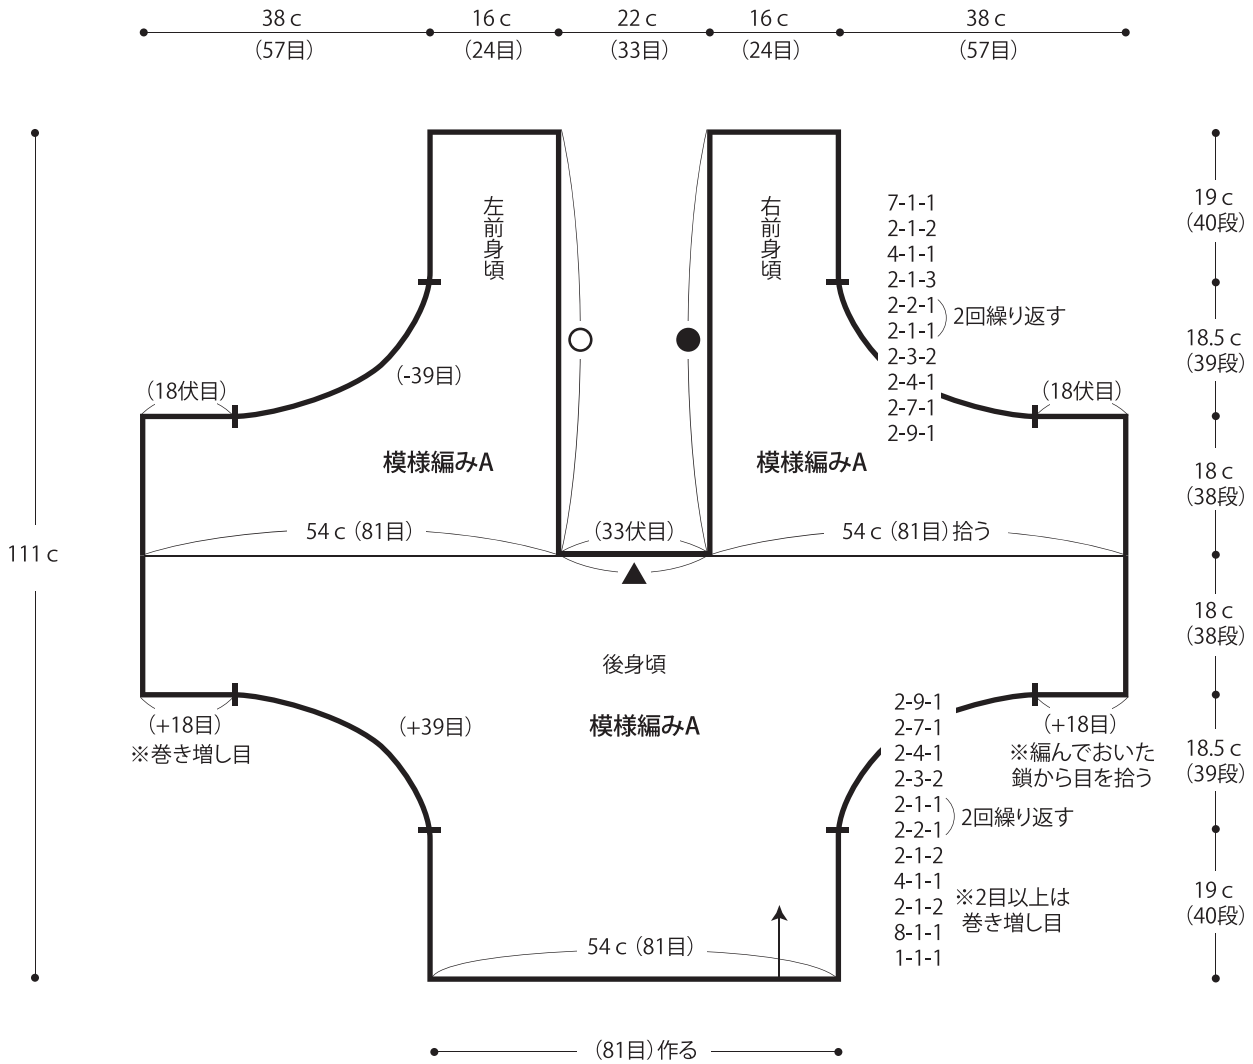 38 c
16 c
22 c
16 c
38 c
(57目)
(24目)
(33目)
(24目)
(57目)
左前身頃
右前身頃
7-1-1
2-1-2
4-1-1
2-1-3
2-2-1
2-1-1
2回繰り返す
2-3-2
2-4-1
2-7-1
2-9-1
19 c
(40段)
18.5 c
(39段)
(-39目)
(18伏目)
(18伏目)
模様編みA
模様編みA
18 c
(38段)
54 c (81目)
(33伏目)
54 c (81目) 拾う
111 c
18 c
(38段)
後身頃
模様編みA
(+18目)
※巻き増し目
(+39目)
2-9-1
2-7-1
2-4-1
2-3-2
2-1-1
2-2-1
2回繰り返す
2-1-2
4-1-1
2-1-2
8-1-1
1-1-1
※2目以上は
巻き増し目
(+18目)
※編んでおいた
鎖から目を拾う
18.5 c
(39段)
19 c
(40段)
54 c (81目)
(81目) 作る